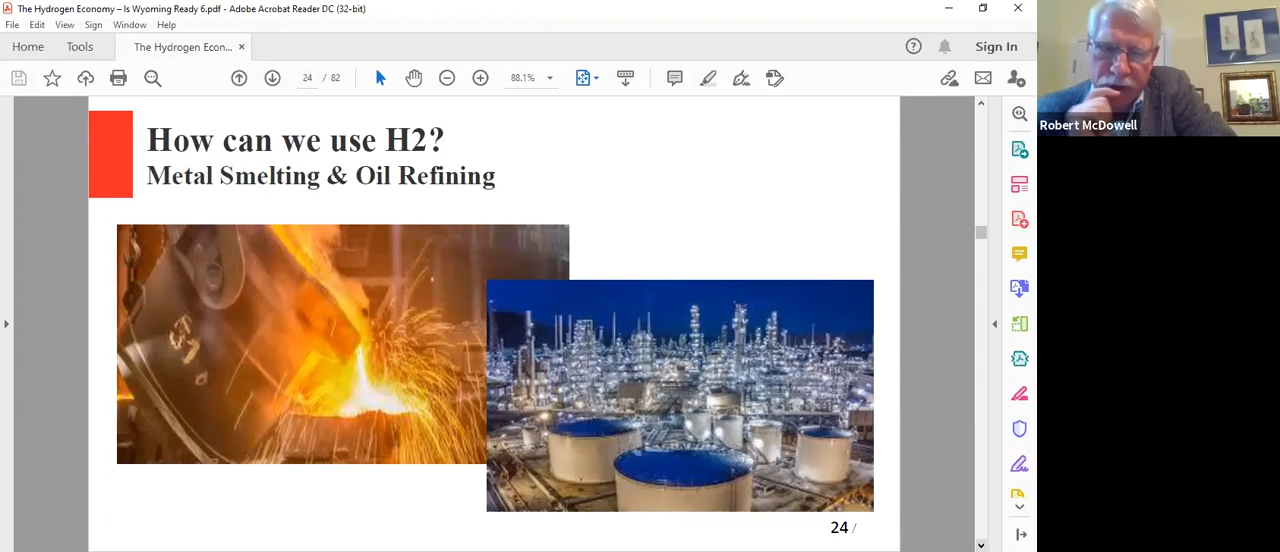 The Hydrogen Economy – Is Wyoming Ready 6.pdf - Adobe Acrobat Reader DC (32-bit)
File Edit View Sign Window Help
Home Tools The Hydrogen Econ... × Sign In
24 / 82 88.1%
Robert McDowell
How can we use H2?
Metal Smelting & Oil Refining
24 /